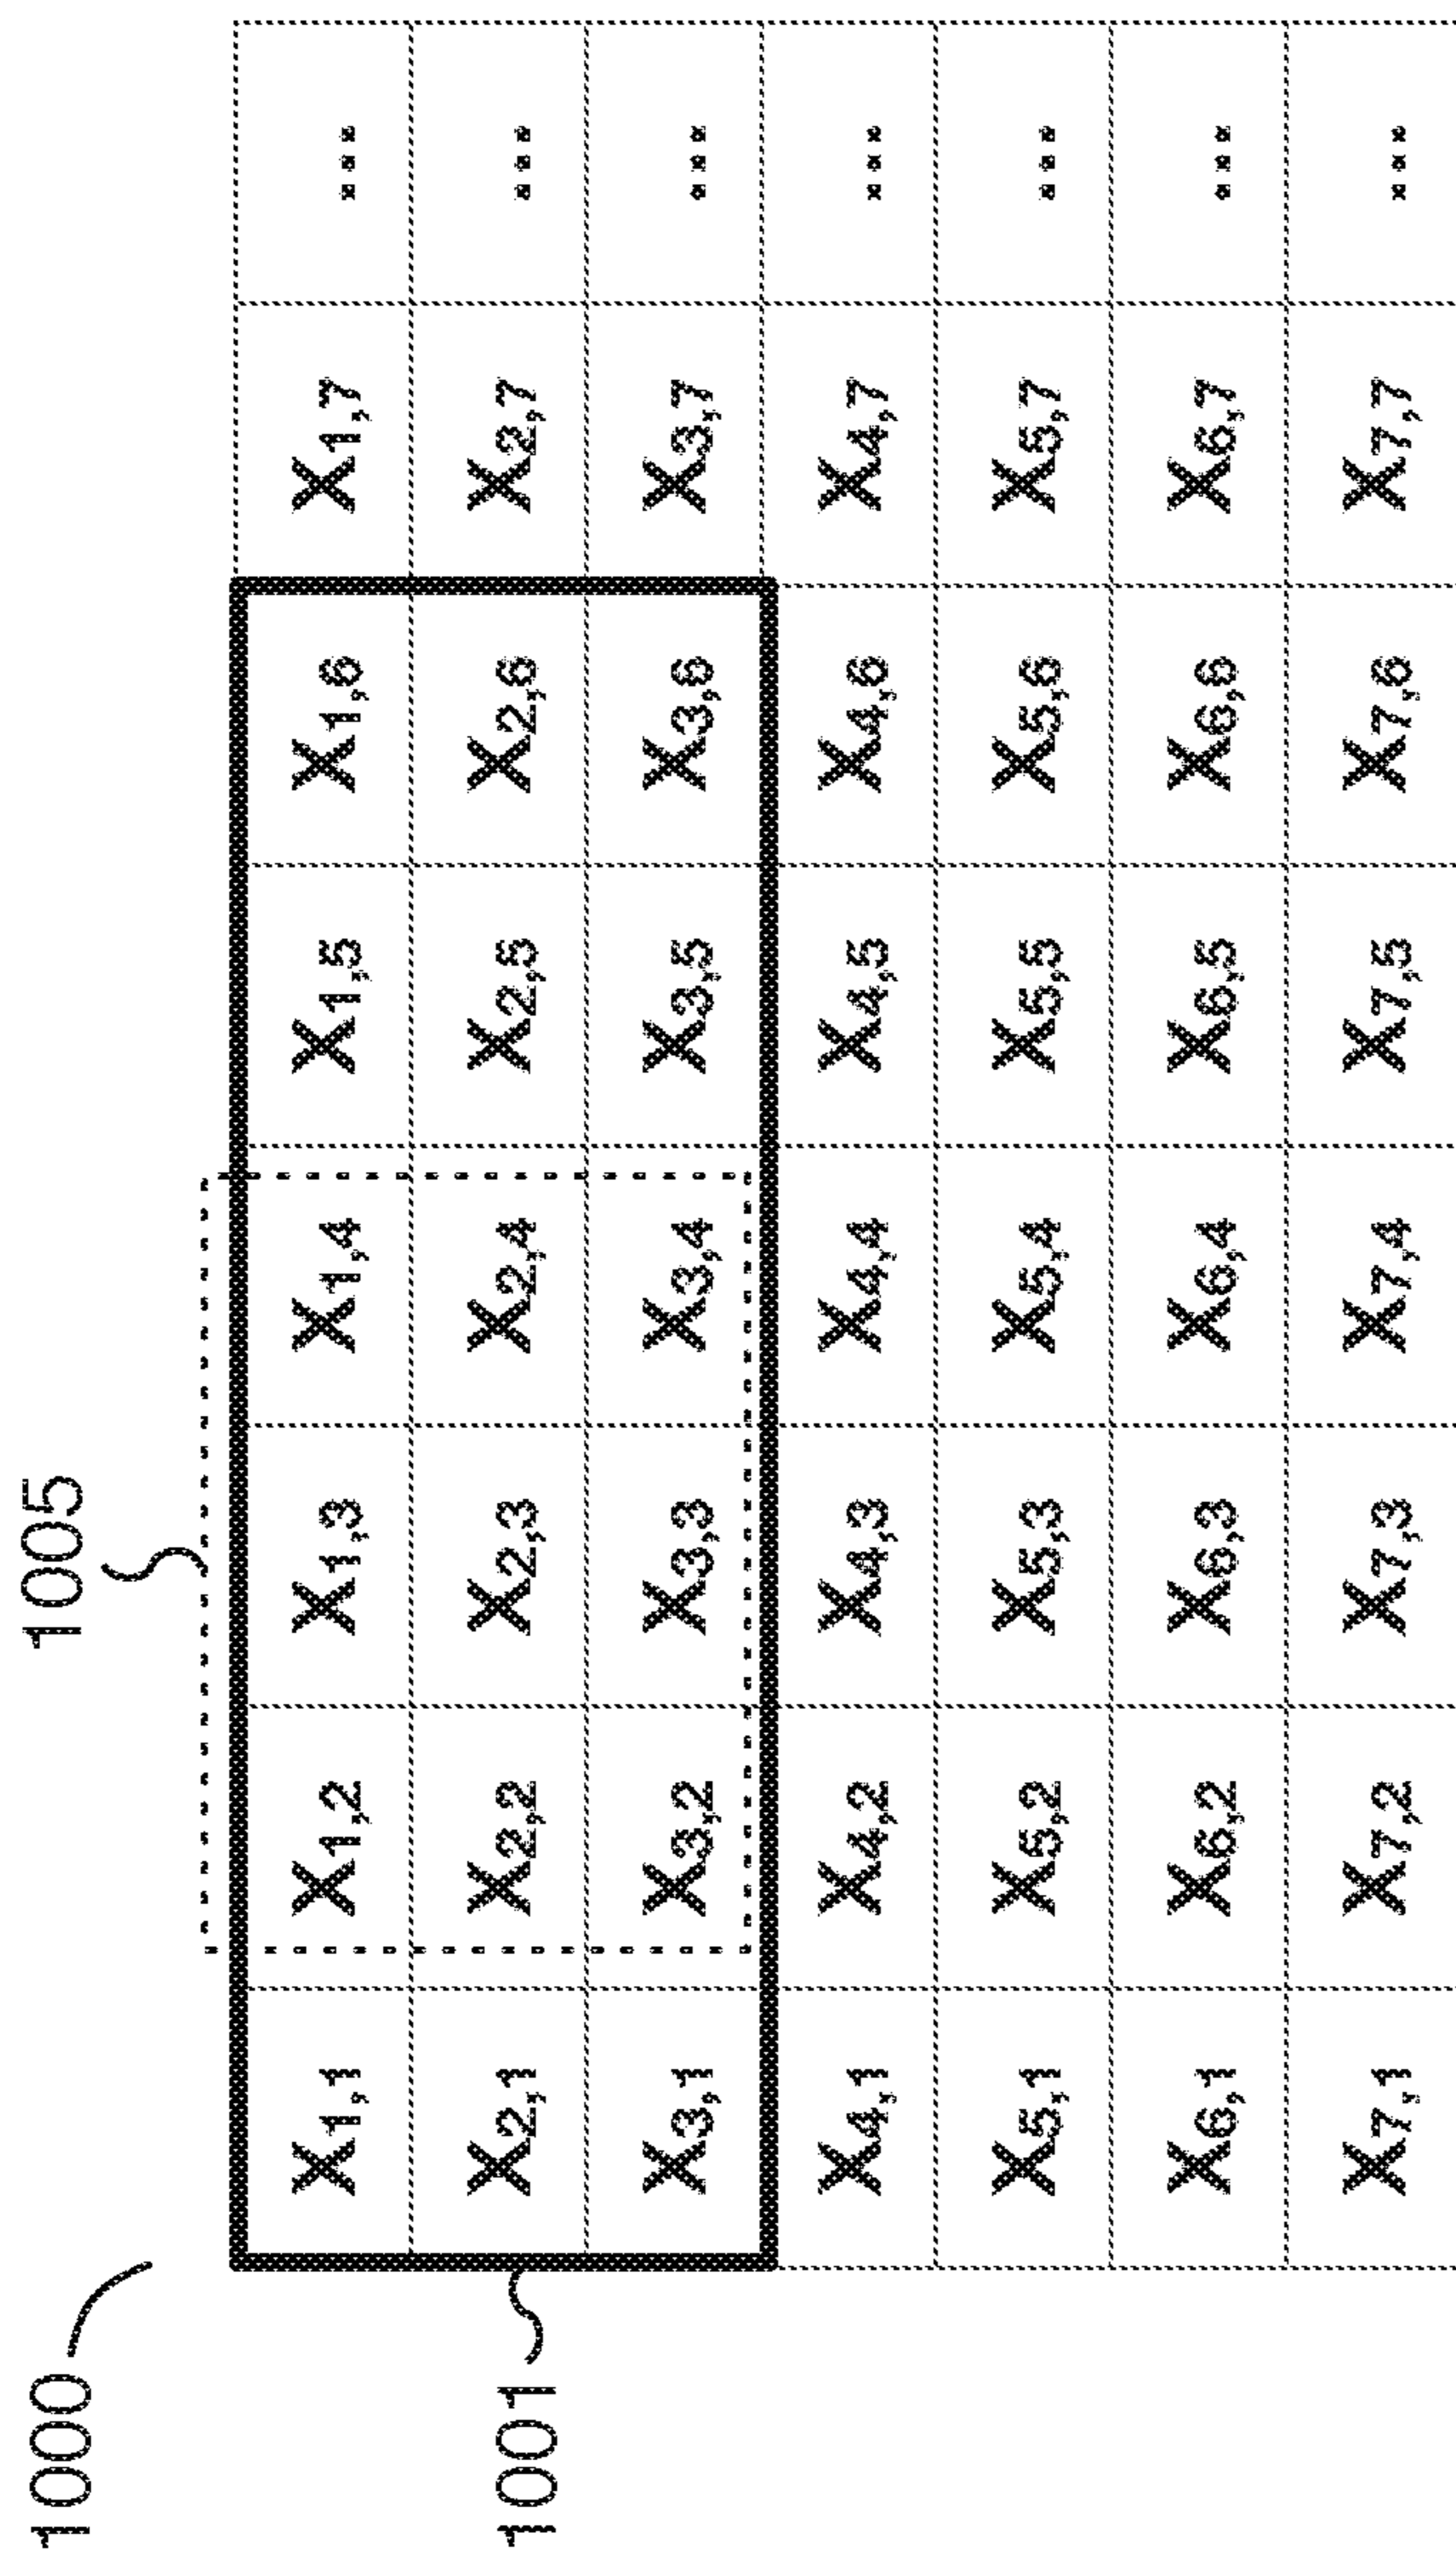 1000
1005
1001
X1,1 X1,2 X1,3 X1,4 X1,5 X1,6 X1,7 ...
X2,1 X2,2 X2,3 X2,4 X2,5 X2,6 X2,7 ...
X3,1 X3,2 X3,3 X3,4 X3,5 X3,6 X3,7 ...
X4,1 X4,2 X4,3 X4,4 X4,5 X4,6 X4,7 ...
X5,1 X5,2 X5,3 X5,4 X5,5 X5,6 X5,7 ...
X6,1 X6,2 X6,3 X6,4 X6,5 X6,6 X6,7 ...
X7,1 X7,2 X7,3 X7,4 X7,5 X7,6 X7,7 ...